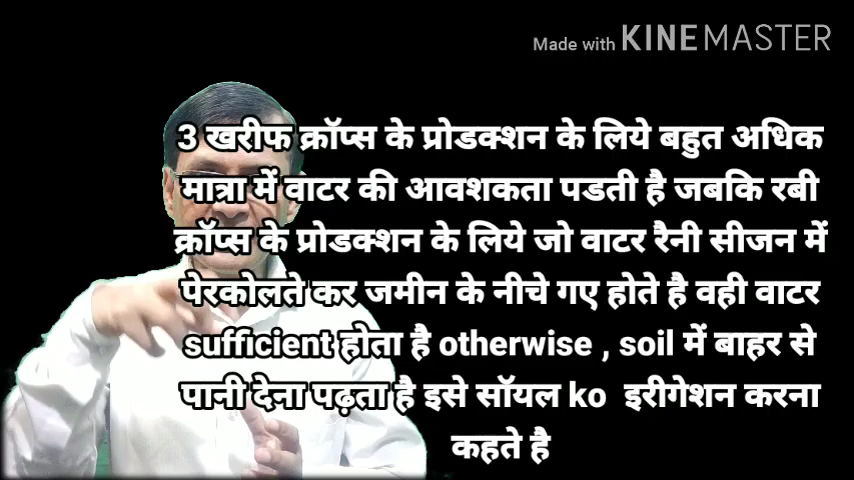 Made with KINEMASTER
3 खरीफ क्रॉप्स के प्रोडक्शन के लिये बहुत अधिक
मात्रा में वाटर की आवशकता पडती है जबकि रबी
क्रॉप्स के प्रोडक्शन के लिये जो वाटर रैनी सीजन में
पेरकोलते कर जमीन के नीचे गए होते है वही वाटर
sufficient होता है otherwise , soil में बाहर से
पानी देना पढ़ता है इसे सॉयल ko इरीगेशन करना
कहते है